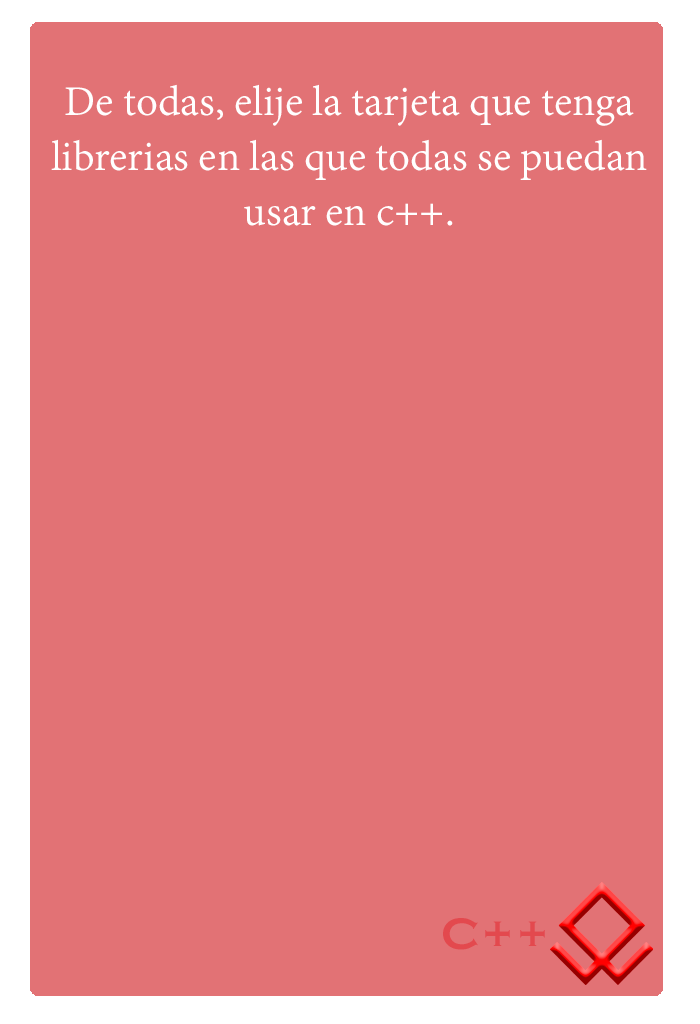 De todas, elije la tarjeta que tenga
librerias en las que todas se puedan
usar en c++.
C++